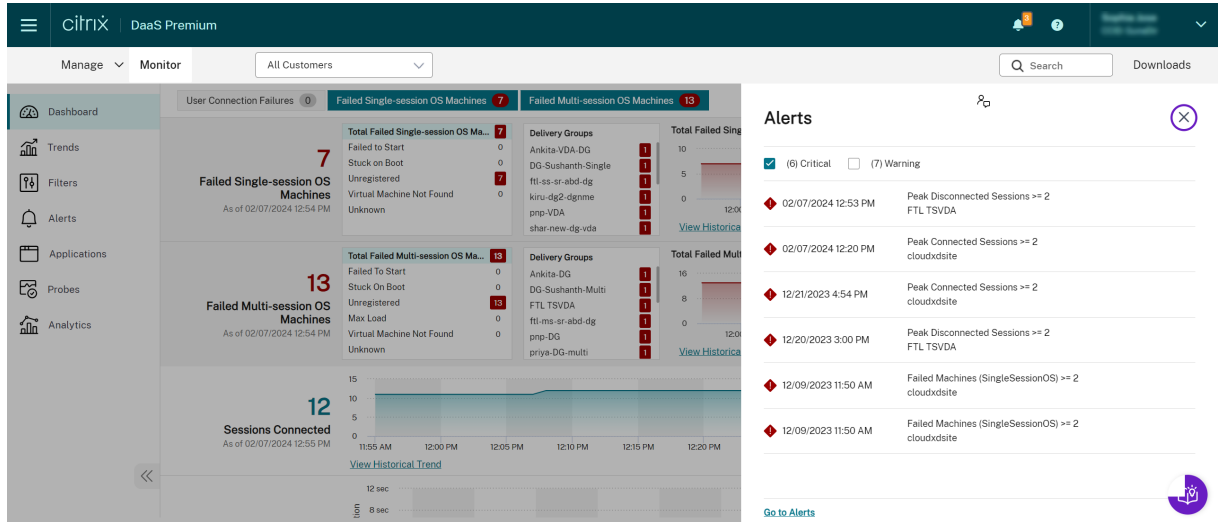 citrix DaaS Premium 3 ?
Manage Monitor All Customers Search Downloads
Dashboard
Trends
Filters
Alerts
Applications
Probes
Analytics
User Connection Failures 0 Failed Single-session OS Machines 7 Failed Multi-session OS Machines 13
7
Failed Single-session OS
Machines
As of 02/07/2024 12:54 PM
Total Failed Single-session OS Ma... 7
Failed to Start 0
Stuck on Boot 0
Unregistered 7
Virtual Machine Not Found 0
Unknown
Delivery Groups
Ankita-VDA-DG 1
DG-Sushanth-Single 1
ftl-ss-sr-abd-dg 1
kiru-dg2-dgnme 1
pnp-VDA 1
shar-new-dg-vda 1
Total Failed Sing
10
5
0
12:00
View Historica
13
Failed Multi-session OS
Machines
As of 02/07/2024 12:54 PM
Total Failed Multi-session OS Ma... 13
Failed To Start 0
Stuck On Boot 0
Unregistered 13
Max Load 0
Virtual Machine Not Found 0
Unknown
Delivery Groups
Ankita-DG 1
DG-Sushanth-Multi 1
FTL TSVDA 1
ftl-ms-sr-abd-dg 1
pnp-DG 1
priya-DG-multi 1
Total Failed Mult
16
8
0
12:00
View Historica
12
Sessions Connected
As of 02/07/2024 12:55 PM
15
10
5
0
11:55 AM 12:00 PM 12:05 PM 12:10 PM 12:15 PM 12:20 PM
View Historical Trend
12 sec
8 sec
Alerts
(6) Critical (7) Warning
02/07/2024 12:53 PM Peak Disconnected Sessions >= 2
FTL TSVDA
02/07/2024 12:20 PM Peak Connected Sessions >= 2
cloudxdsite
12/21/2023 4:54 PM Peak Connected Sessions >= 2
cloudxdsite
12/20/2023 3:00 PM Peak Disconnected Sessions >= 2
FTL TSVDA
12/09/2023 11:50 AM Failed Machines (SingleSessionOS) >= 2
cloudxdsite
12/09/2023 11:50 AM Failed Machines (SingleSessionOS) >= 2
cloudxdsite
Go to Alerts